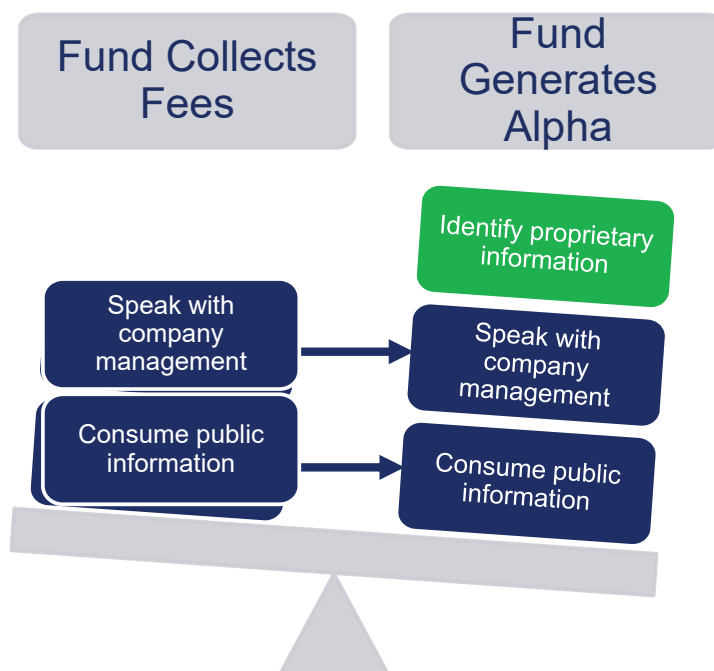 Fund Collects
Fees
Fund
Generates
Alpha
Identify proprietary
information
Speak with
company
management
Speak with
company
management
Consume public
information
Consume public
information